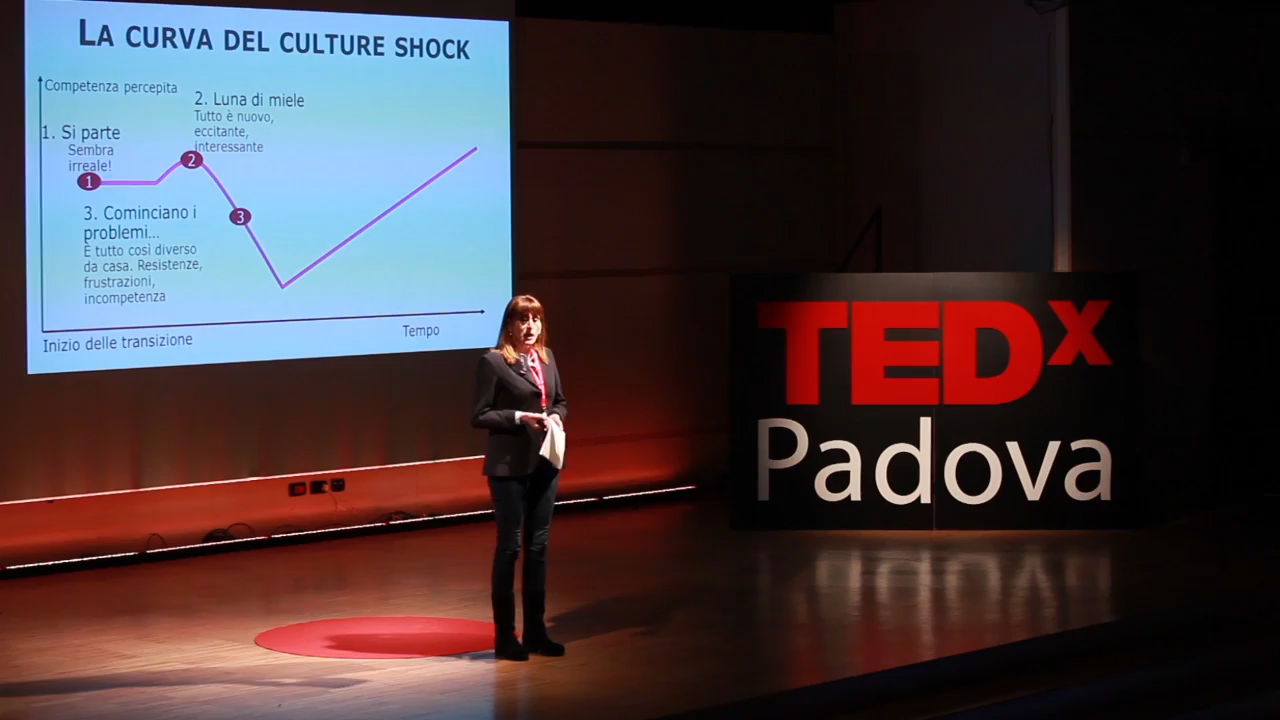 LA CURVA DEL CULTURE SHOCK
Competenza percepita
1. Si parte
Sembra
irreale!
2. Luna di miele
Tutto è nuovo,
eccitante,
interessante
1
2
3
3. Cominciano i
problemi...
È tutto così diverso
da casa. Resistenze,
frustrazioni,
incompetenza
Inizio delle transizione
Tempo
TEDx
Padova